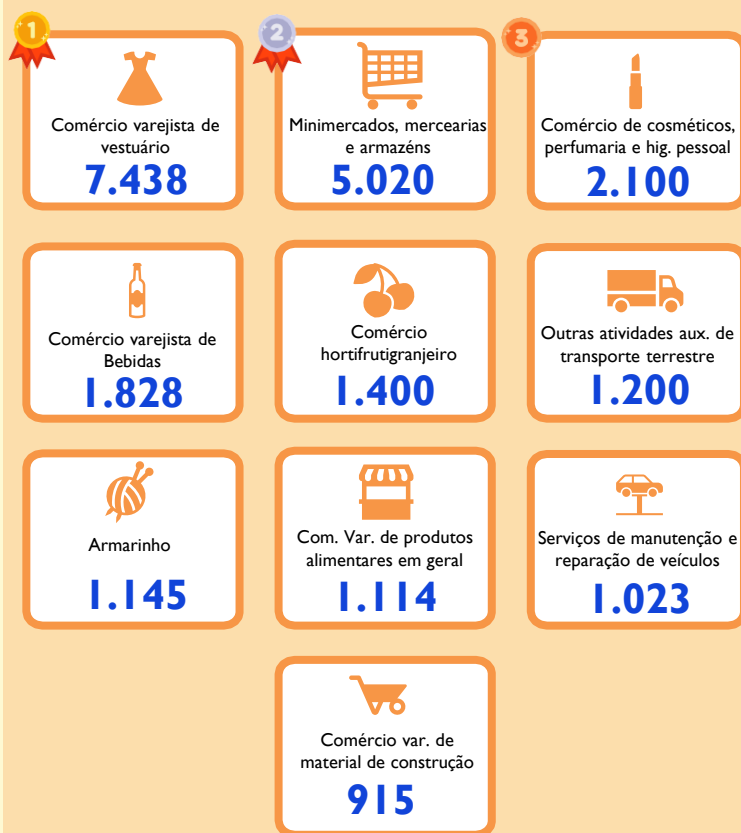 1
2
3
Comércio varejista de
vestuário
7.438
Minimercados, mercearias
e armazéns
5.020
Comércio de cosméticos,
perfumaria e hig. pessoal
2.100
Comércio varejista de
Bebidas
1.828
Comércio
hortifrutigranjeiro
1.400
Outras atividades aux. de
transporte terrestre
1.200
Armarinho
1.145
Com. Var. de produtos
alimentares em geral
1.114
Serviços de manutenção e
reparação de veículos
1.023
Comércio var. de
material de construção
915